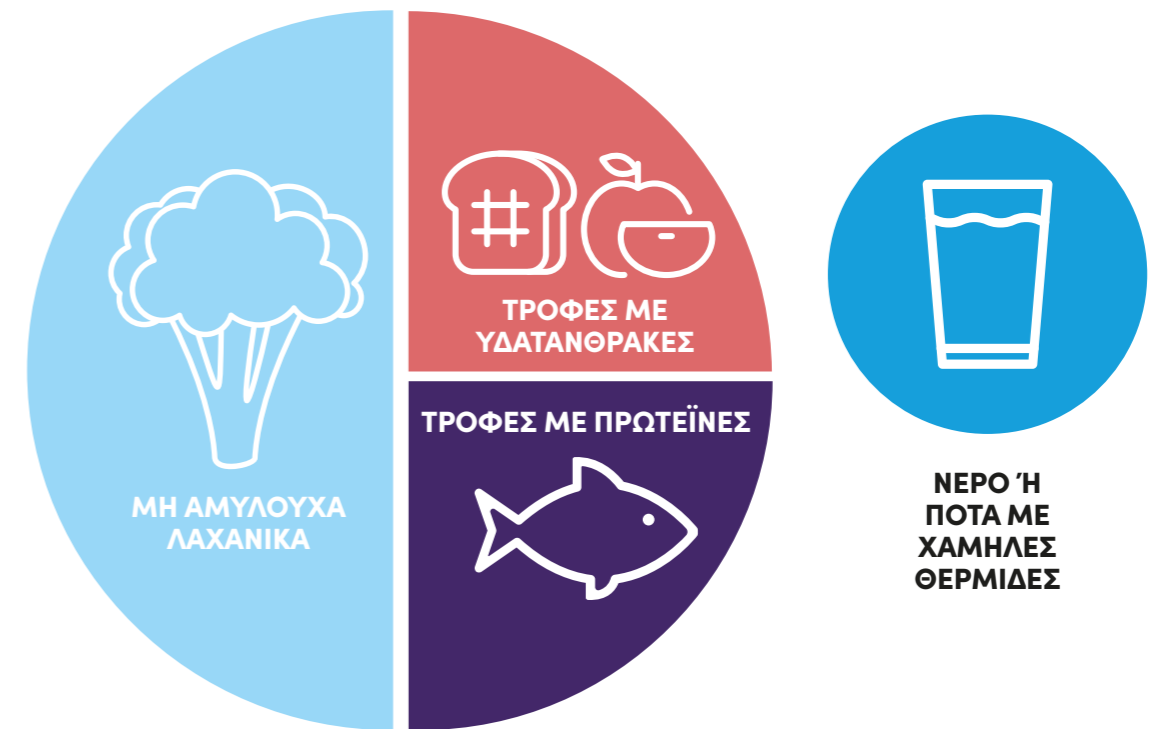 ΤΡΟΦΕΣ ΜΕ
ΥΔΑΤΑΝΘΡΑΚΕΣ
ΤΡΟΦΕΣ ΜΕ ΠΡΩΤΕΪΝΕΣ
ΜΗ ΑΜΥΛΟΥΧΑ
ΛΑΧΑΝΙΚΑ
ΝΕΡΟ Ή
ΠΟΤΑ ΜΕ
ΧΑΜΗΛΕΣ
ΘΕΡΜΙΔΕΣ